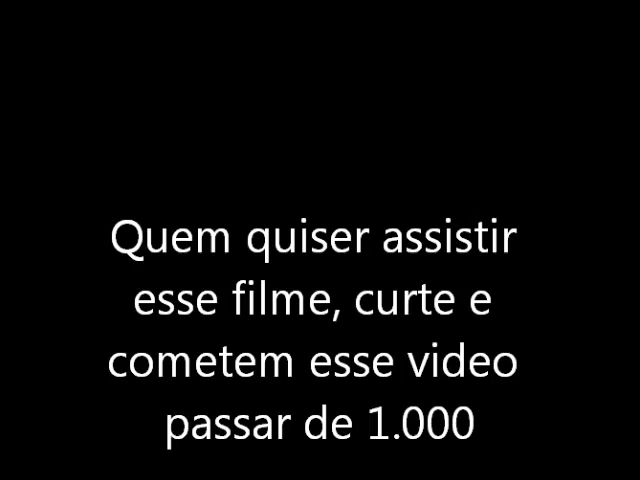 Quem quiser assistir
esse filme, curte e
cometem esse video
passar de 1.000